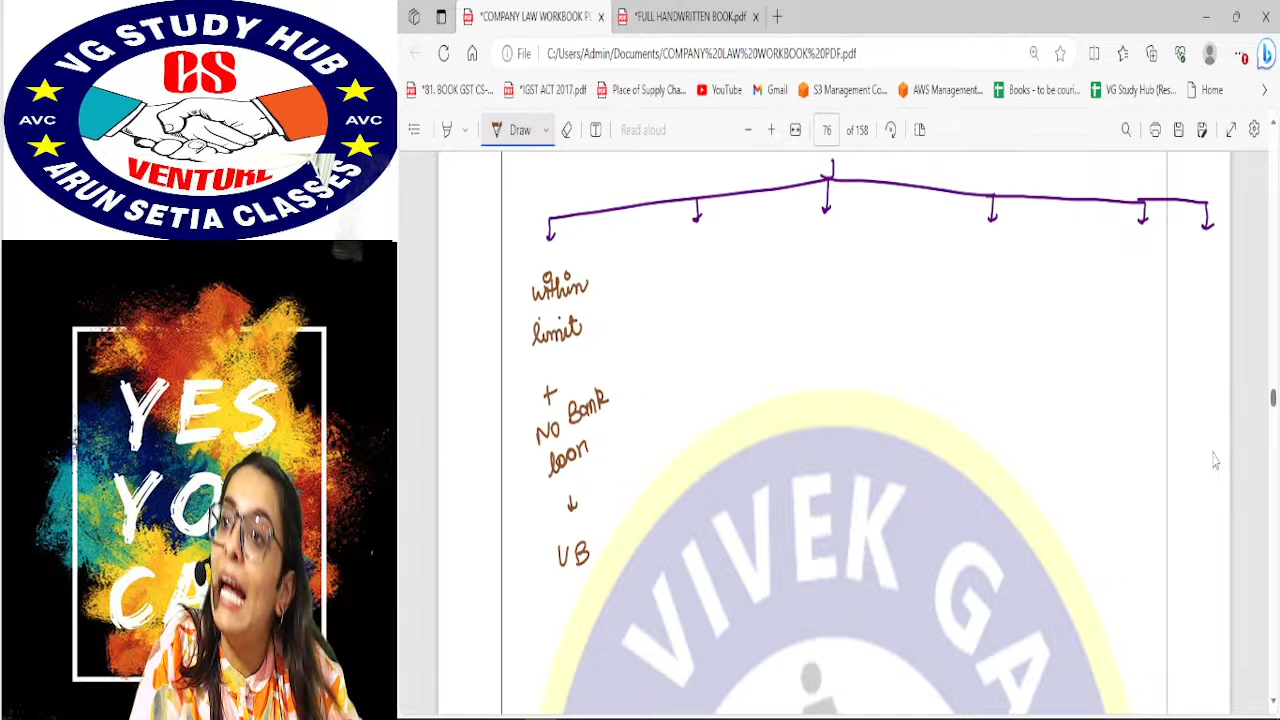 VG STUDY HUB
CS
AVC
AVC
VENTURE
ARUN SETIA CLASSES
YES
YO
CA
*COMPANY LAW WORKBOOK P
*FULL HANDWRITTEN BOOK.pdf
File
C:/Users/Admin/Documents/COMPANY%20LAW%20WORKBOOK%20PDF.pdf
*81. BOOK GST CS-...
*IGST ACT 2017.pdf
Place of Supply Cha...
YouTube
Gmail
S3 Management Co...
AWS Management...
Books - to be couri...
VG Study Hub (Res...
Home
Draw
Read aloud
76
of 158
within
limit
+
NO Bank
loan
↓
UB
VIVEK GA